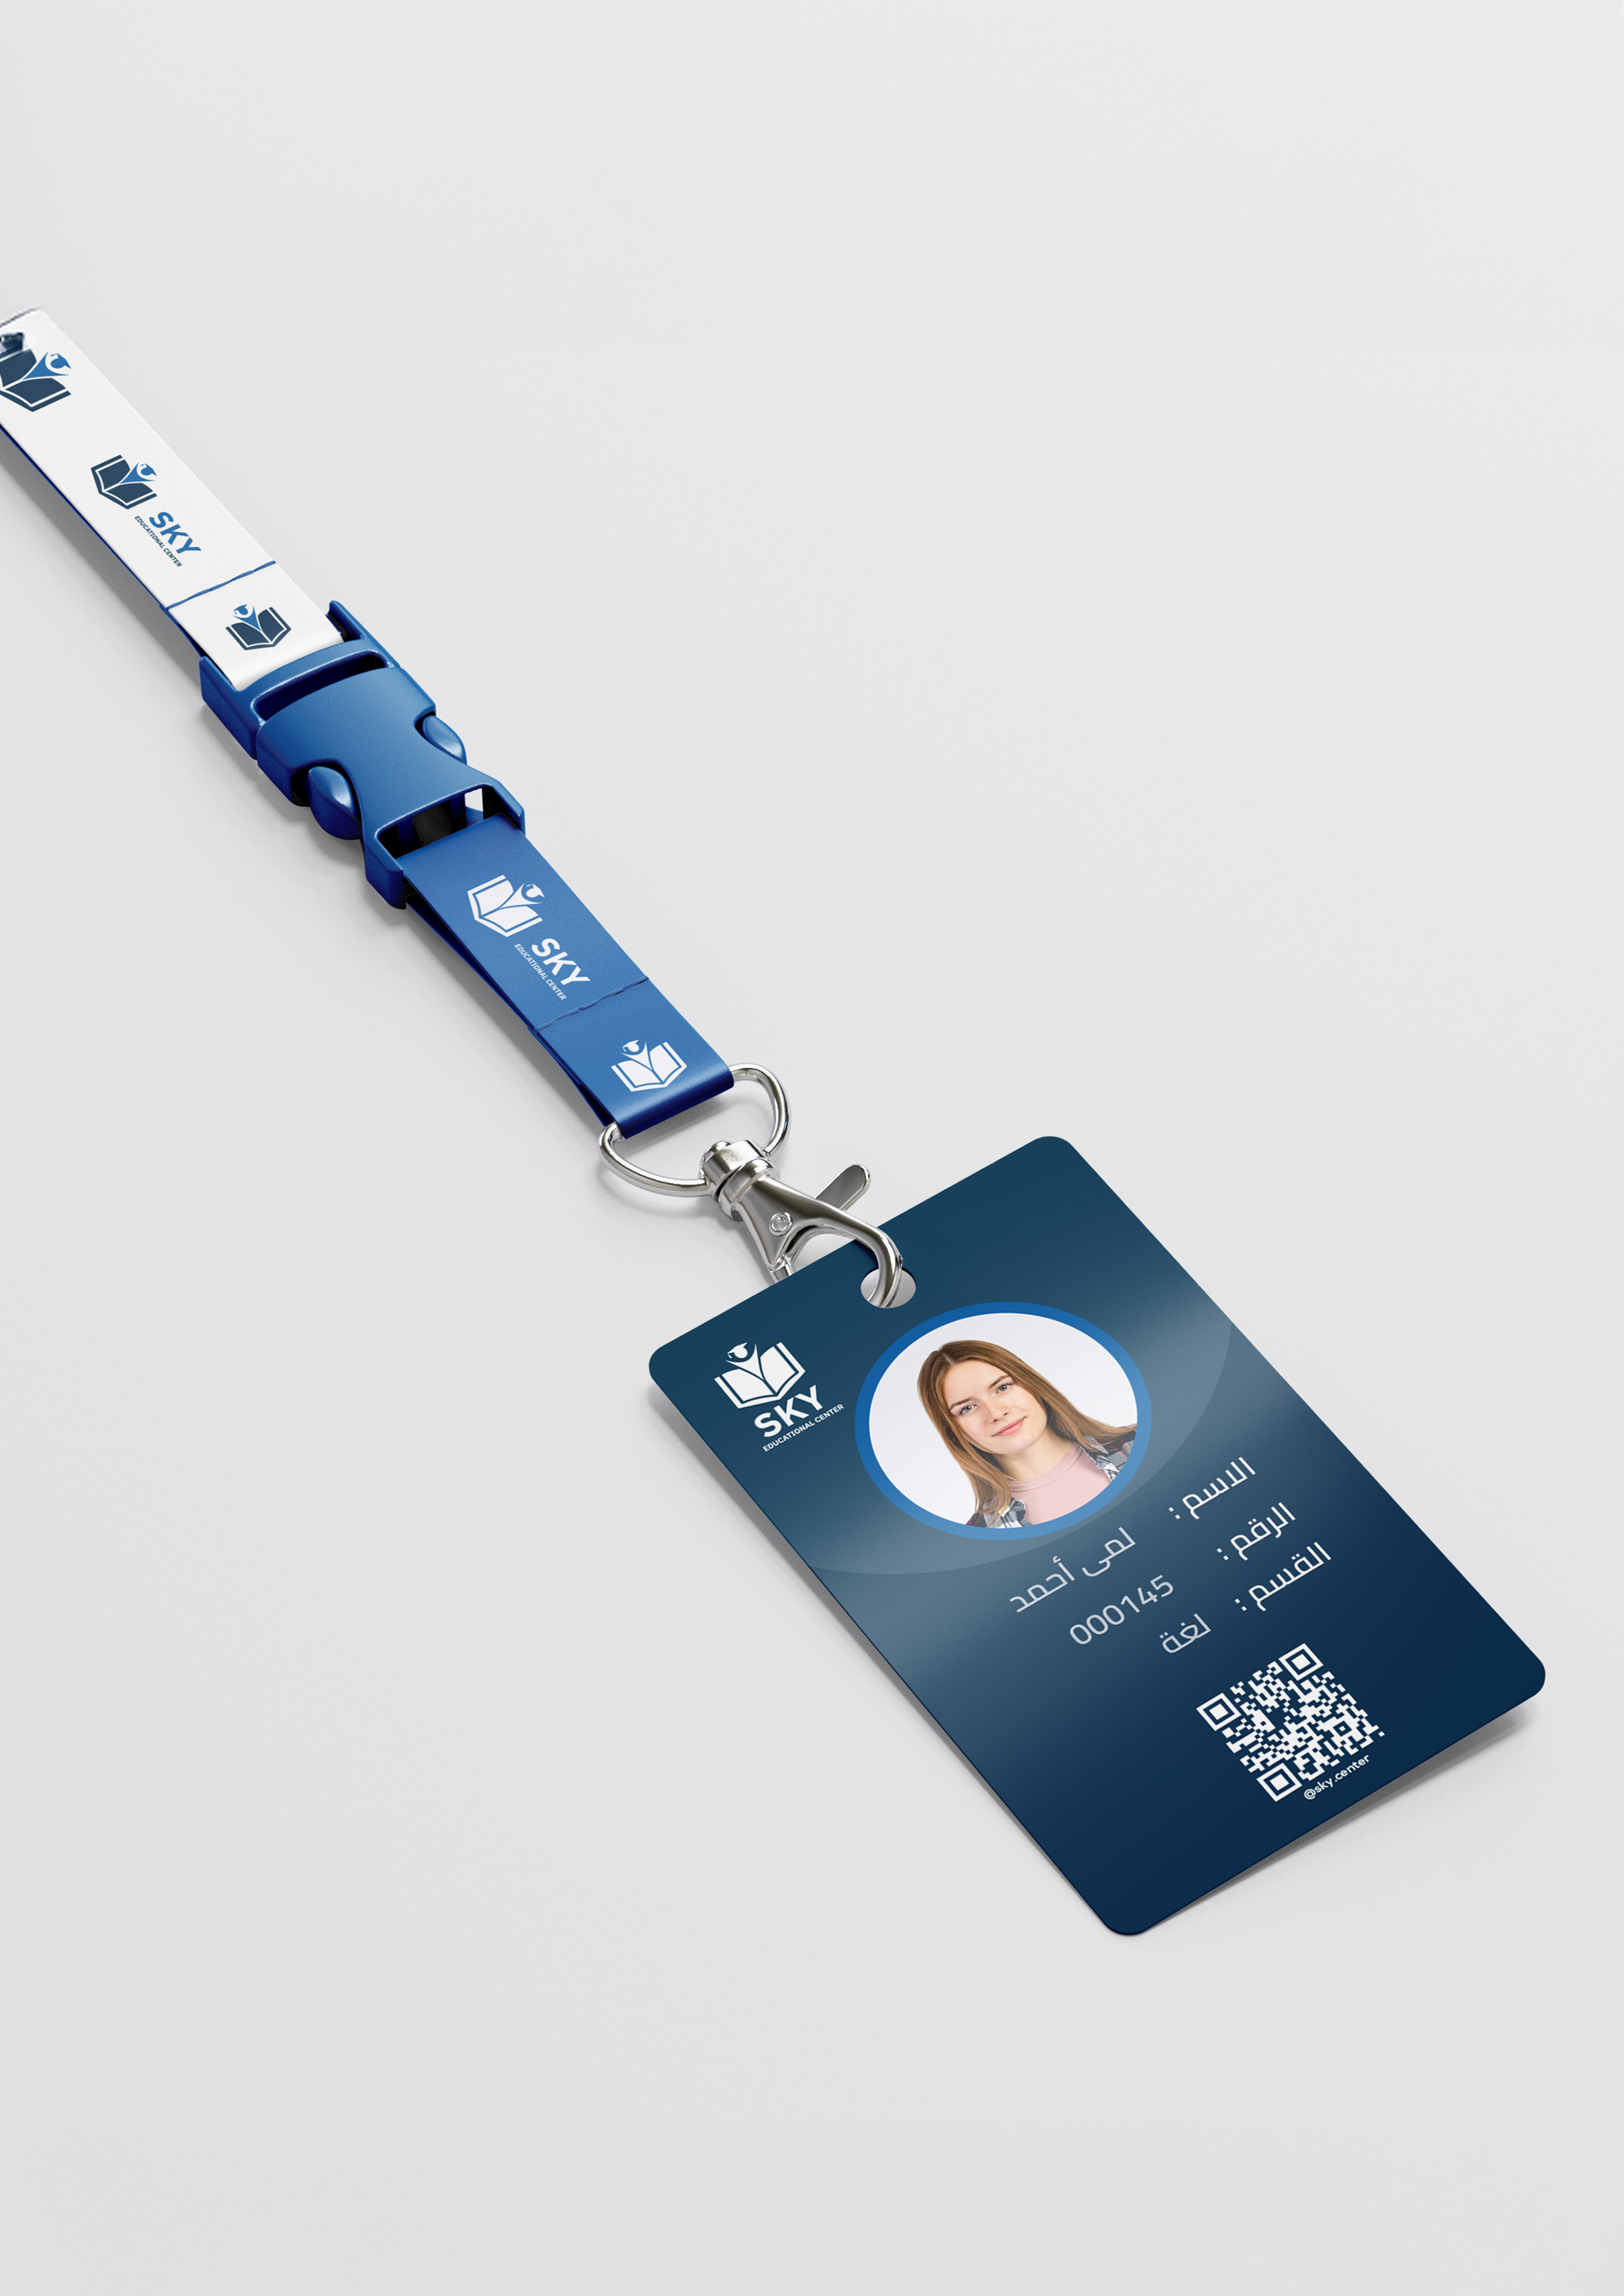 SKY
EDUCATIONAL CENTER
SKY
EDUCATIONAL CENTER
SKY
EDUCATIONAL CENTER
الاسم : لمى أحمد
الرقم : 000145
القسم : لغة
@sky.center